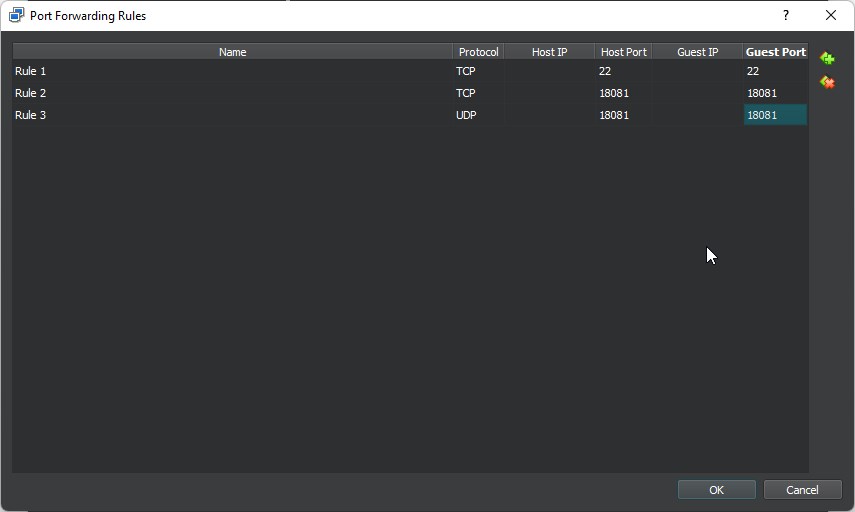 Port Forwarding Rules ?
Name Protocol Host IP Host Port Guest IP Guest Port
Rule 1 TCP 22 22
Rule 2 TCP 18081 18081
Rule 3 UDP 18081 18081
OK Cancel